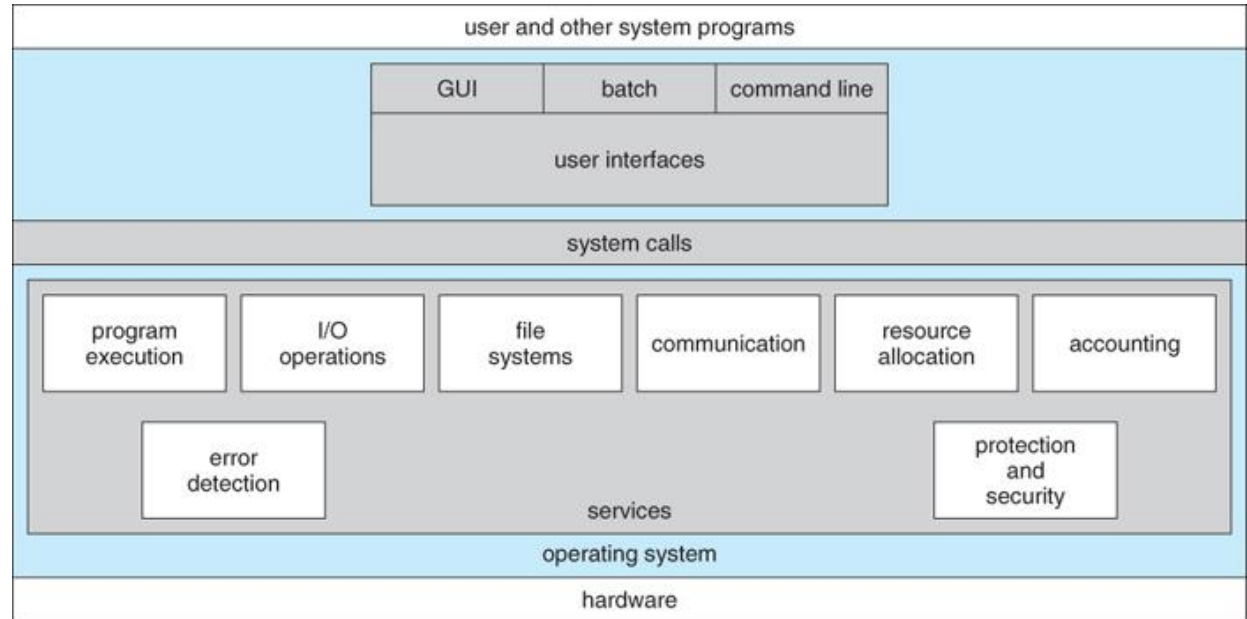 user and other system programs
GUI
batch
command line
user interfaces
system calls
program
execution
I/O
operations
file
systems
communication
resource
allocation
accounting
error
detection
protection
and
security
services
operating system
hardware